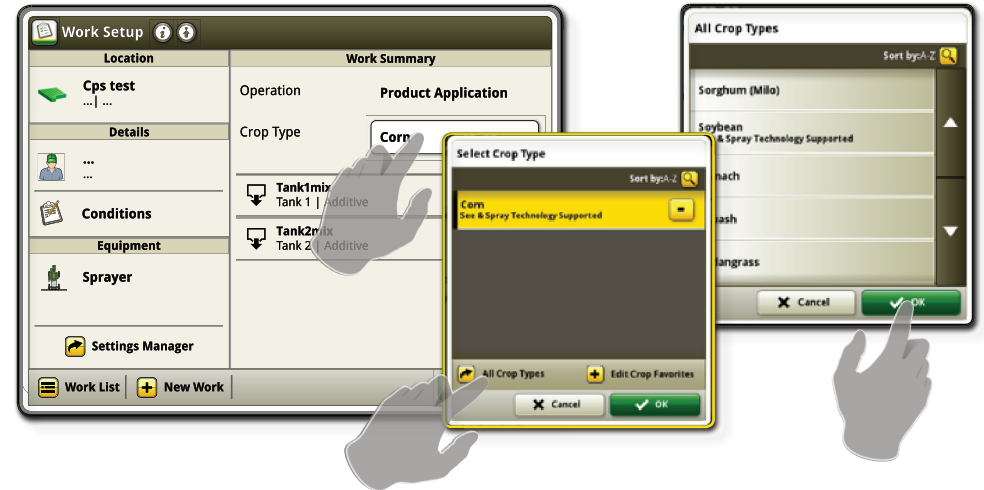 Work Setup
Location
Cps test
...| ...
Details
...
...
Conditions
Equipment
Sprayer
Settings Manager
Work List
New Work
Work Summary
Operation
Product Application
Crop Type
Corn
Tank1mix
Tank 1 | Additive
Tank2mix
Tank 2 | Additive
Select Crop Type
Sort by:A-Z
Corn
See & Spray Technology Supported
All Crop Types
Edit Crop Favorites
Cancel
OK
All Crop Types
Sort by:A-Z
Sorghum (Milo)
Soybean
& Spray Technology Supported
Cancel
OK